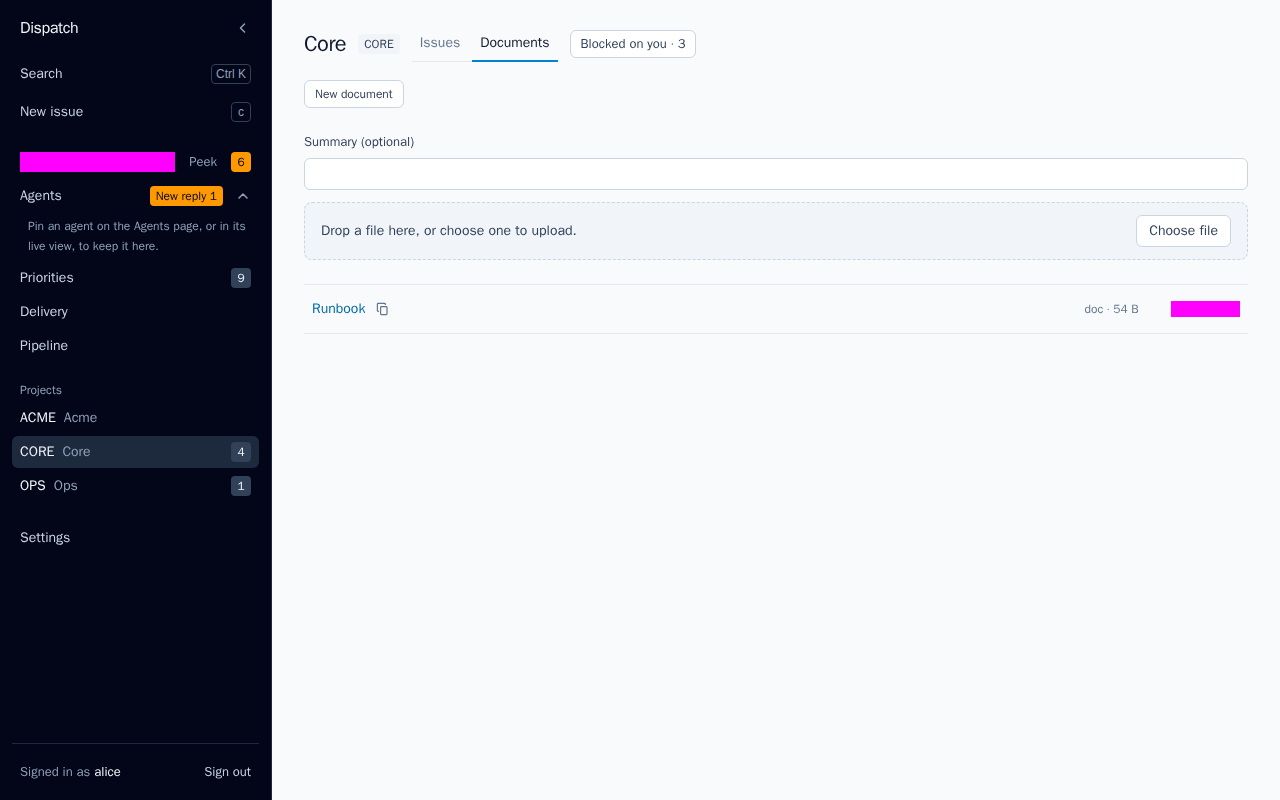 Dispatch
Search Ctrl K
New issue c
Peek 6
Agents New reply 1
Pin an agent on the Agents page, or in its
live view, to keep it here.
Priorities 9
Delivery
Pipeline
Projects
ACME Acme
CORE Core 4
OPS Ops 1
Settings
Signed in as alice Sign out
Core CORE Issues Documents Blocked on you · 3
New document
Summary (optional)
Drop a file here, or choose one to upload. Choose file
Runbook doc · 54 B